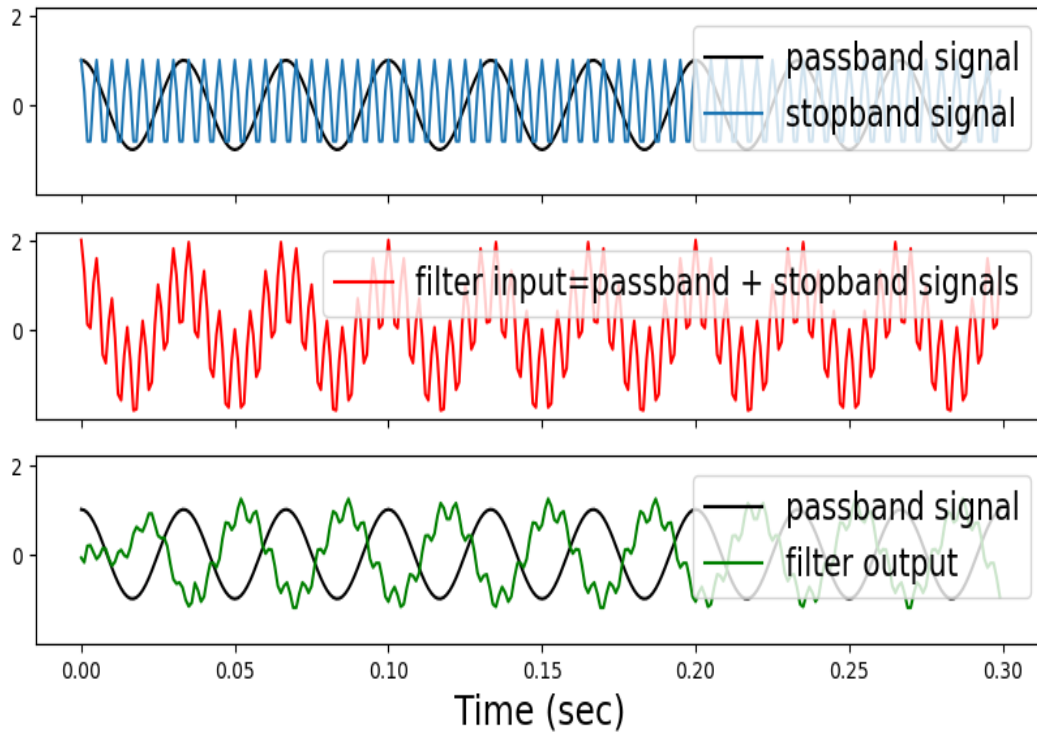 2
0
passband signal
stopband signal
2
0
filter input=passband + stopband signals
2
0
passband signal
filter output
0.00 0.05 0.10 0.15 0.20 0.25 0.30
Time (sec)